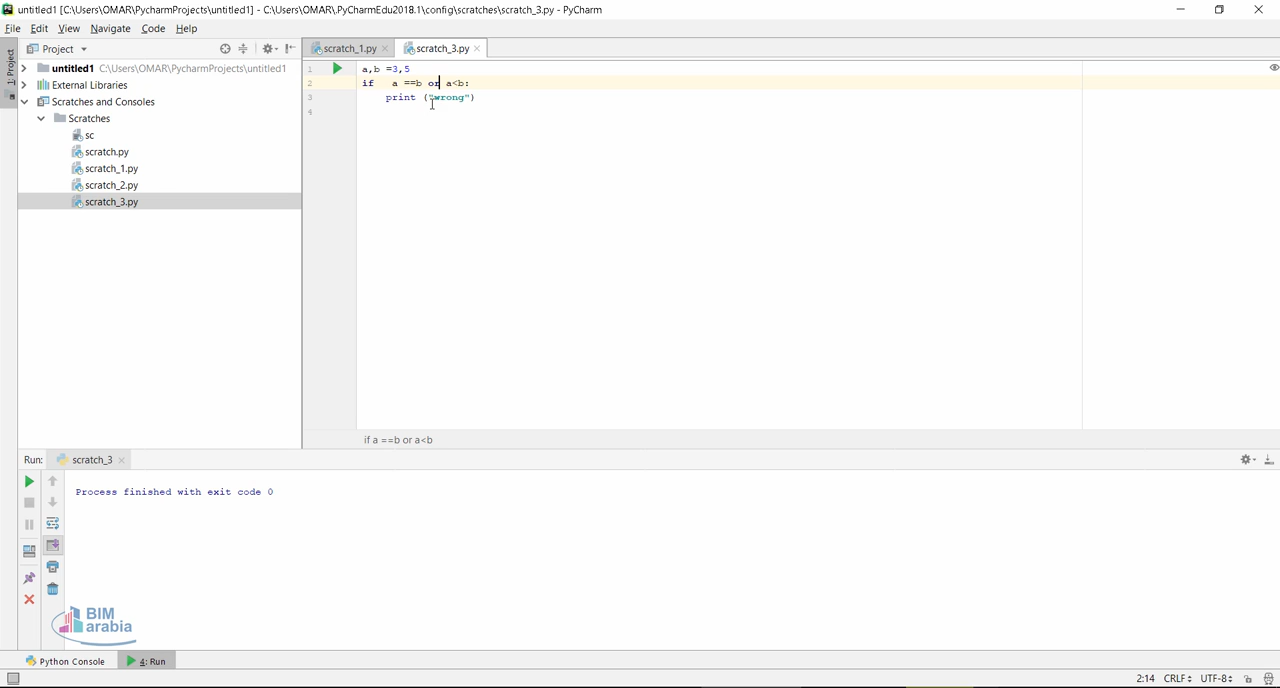 untitled1 [C:\Users\OMAR\PycharmProjects\untitled1] - C:\Users\OMAR\.PyCharmEdu2018.1\config\scratches\scratch_3.py - PyCharm
File Edit View Navigate Code Help
1: Project
Project
scratch_1.py
scratch_3.py
untitled1 C:\Users\OMAR\PycharmProjects\untitled1
External Libraries
Scratches and Consoles
Scratches
sc
scratch.py
scratch_1.py
scratch_2.py
scratch_3.py
1 a,b =3,5
2 if a ==b or a<b:
3 print ("wrong")
4
if a ==b or a<b
Run: scratch_3
Process finished with exit code 0
BIM
arabia
Python Console
4: Run
2:14 CRLF UTF-8